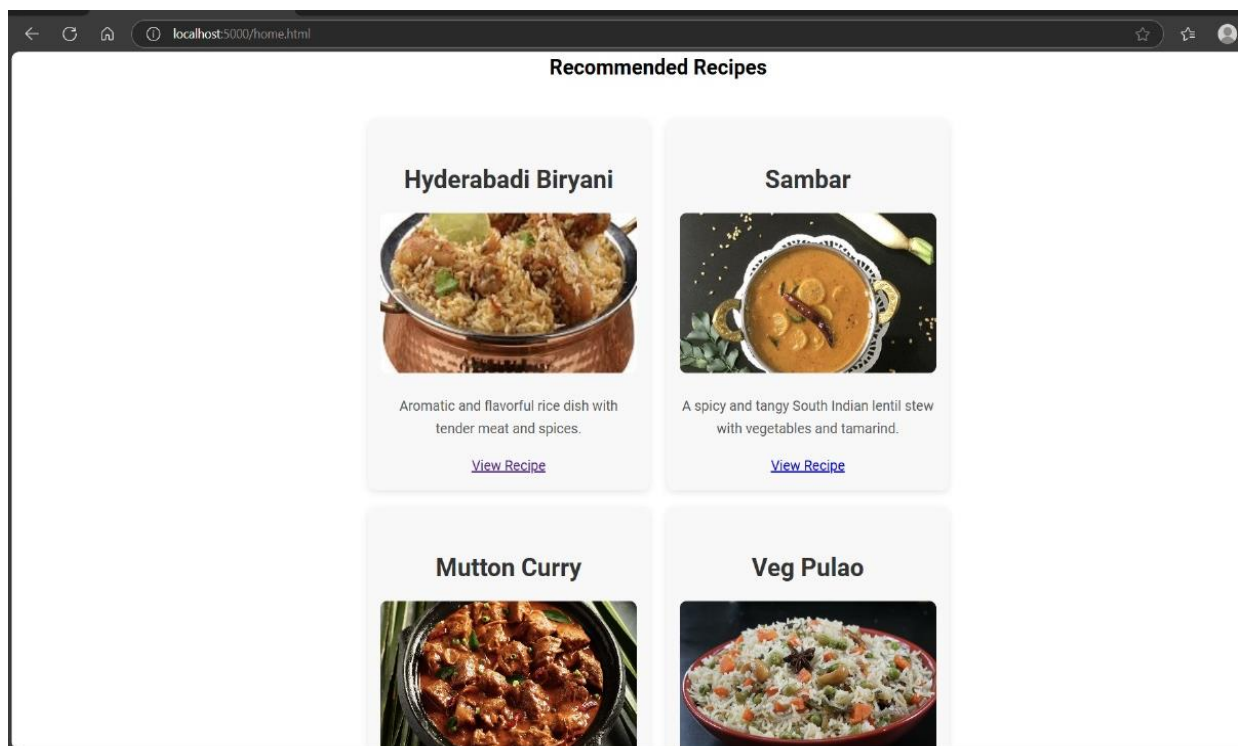 localhost:5000/home.html
Recommended Recipes
Hyderabadi Biryani
Aromatic and flavorful rice dish with
tender meat and spices.
View Recipe
Sambar
A spicy and tangy South Indian lentil stew
with vegetables and tamarind.
View Recipe
Mutton Curry
Veg Pulao